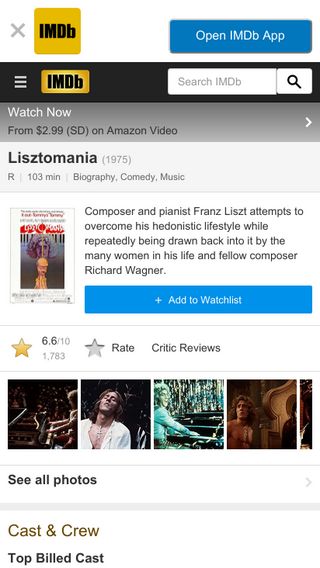 IMDb
Open IMDb App
IMDb
Search IMDb
Watch Now
From $2.99 (SD) on Amazon Video
Lisztomania (1975)
R | 103 min | Biography, Comedy, Music
Composer and pianist Franz Liszt attempts to
overcome his hedonistic lifestyle while
repeatedly being drawn back into it by the
many women in his life and fellow composer
Richard Wagner.
+ Add to Watchlist
6.6/10
1,783
Rate
Critic Reviews
See all photos
Cast & Crew
Top Billed Cast